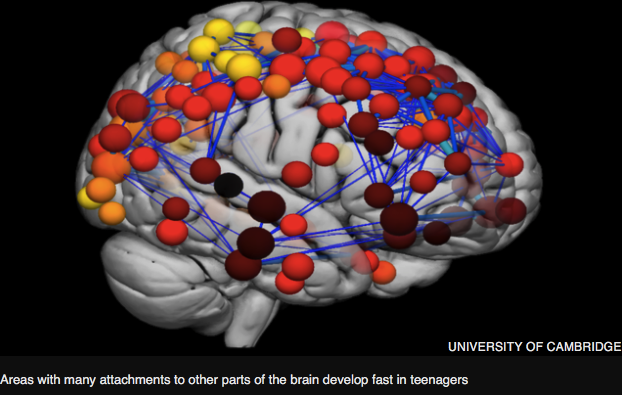 UNIVERSITY OF CAMBRIDGE
Areas with many attachments to other parts of the brain develop fast in teenagers